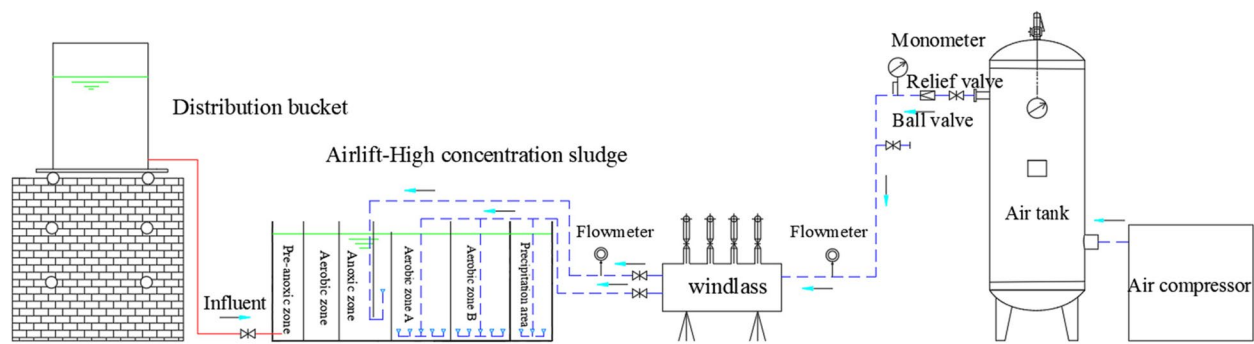 Monometer
Relief valve
Distribution bucket
Ball valve
Airlift-High concentration sludge
Air tank
Flowmeter
Flowmeter
Pre-anoxic zone
Aerobic zone
Anoxic zone
Aerobic zone A
Aerobic zone B
Precipitation area
windlass
Air compressor
Influent